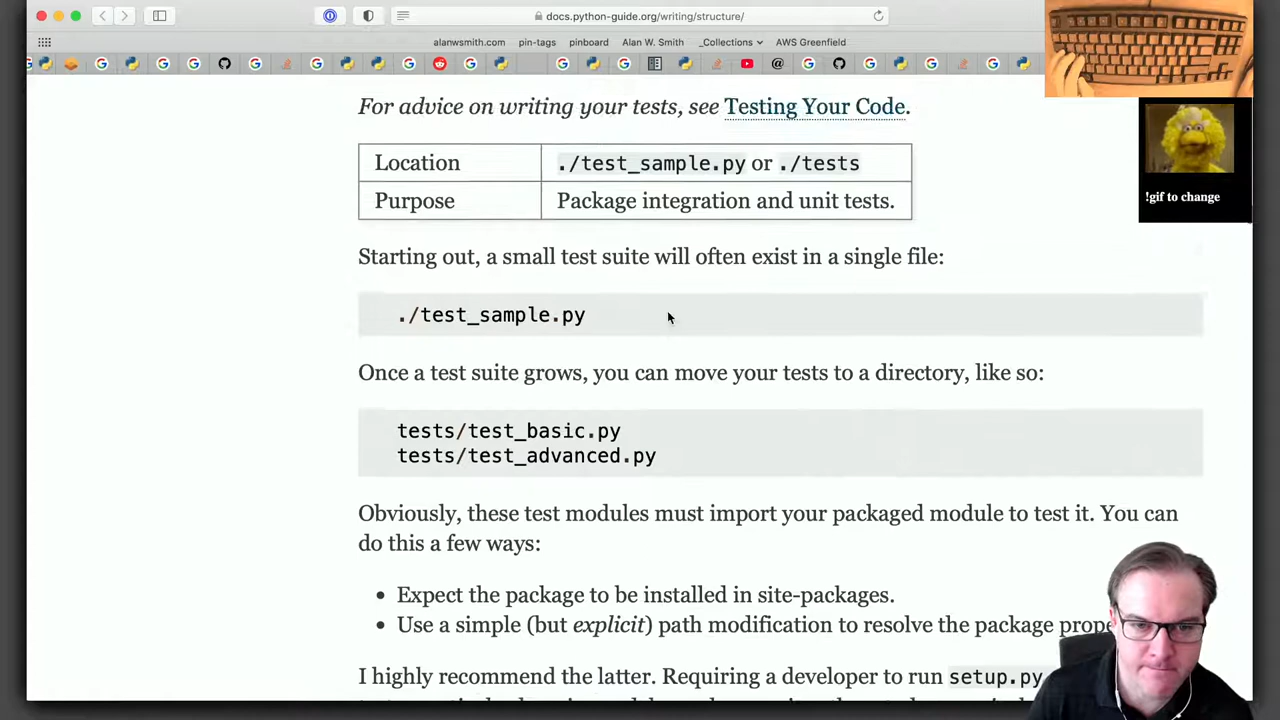 docs.python-guide.org/writing/structure/
alanwsmith.com pin-tags pinboard Alan W. Smith _Collections AWS Greenfield
For advice on writing your tests, see Testing Your Code.
Location ./test_sample.py or ./tests
Purpose Package integration and unit tests.
!gif to change
Starting out, a small test suite will often exist in a single file:
./test_sample.py
Once a test suite grows, you can move your tests to a directory, like so:
tests/test_basic.py
tests/test_advanced.py
Obviously, these test modules must import your packaged module to test it. You can
do this a few ways:
• Expect the package to be installed in site-packages.
• Use a simple (but explicit) path modification to resolve the package
I highly recommend the latter. Requiring a developer to run setup.py